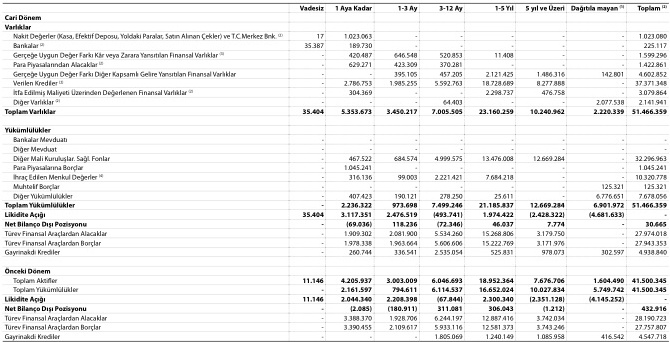 Vadesiz 1 Aya Kadar 1-3 Ay 3-12 Ay 1-5 Yıl 5 yıl ve Üzeri Dağıtıla mayan (1) Toplam (2)
Cari Dönem
Varlıklar
Nakit Değerler (Kasa, Efektif Deposu, Yoldaki Paralar, Satın Alınan Çekler) ve T.C.Merkez Bnk. (2) 17 1.023.063 - - - - - 1.023.080
Bankalar (2) 35.387 189.730 - - - - - 225.117
Gerçeğe Uygun Değer Farkı Kâr veya Zarara Yansıtılan Finansal Varlıklar (3) - 420.487 646.548 520.853 11.408 - - 1.599.296
Para Piyasalarından Alacaklar (2) - 629.271 423.309 370.281 - - - 1.422.861
Gerçeğe Uygun Değer Farkı Diğer Kapsamlı Gelire Yansıtılan Finansal Varlıklar - - 395.105 457.205 2.121.425 1.486.316 142.801 4.602.852
Verilen Krediler (2) - 2.786.753 1.985.255 5.592.763 18.728.689 8.277.888 - 37.371.348
İtfa Edilmiş Maliyeti Üzerinden Değerlenen Finansal Varlıklar (2) - 304.369 - - 2.298.737 476.758 - 3.079.864
Diğer Varlıklar (2) - - - 64.403 - - 2.077.538 2.141.941
Toplam Varlıklar 35.404 5.353.673 3.450.217 7.005.505 23.160.259 10.240.962 2.220.339 51.466.359
Yükümlülükler
Bankalar Mevduatı - - - - - - - -
Diğer Mevduat - - - - - - - -
Diğer Mali Kuruluşlar. Sağl. Fonlar - 467.522 684.574 4.999.575 13.476.008 12.669.284 - 32.296.963
Para Piyasalarına Borçlar - 1.045.241 - - - - - 1.045.241
İhraç Edilen Menkul Değerler (4) - 316.136 99.003 2.221.421 7.684.218 - - 10.320.778
Muhtelif Borçlar - - - - - - 125.321 125.321
Diğer Yükümlülükler - 407.423 190.121 278.250 25.611 - 6.776.651 7.678.056
Toplam Yükümlülükler - 2.236.322 973.698 7.499.246 21.185.837 12.669.284 6.901.972 51.466.359
Likidite Açığı 35.404 3.117.351 2.476.519 (493.741) 1.974.422 (2.428.322) (4.681.633) -
Net Bilanço Dışı Pozisyonu - (69.036) 118.236 (72.346) 46.037 7.774 - 30.665
Türev Finansal Araçlardan Alacaklar - 1.909.302 2.081.900 5.534.260 15.268.806 3.179.750 - 27.974.018
Türev Finansal Araçlardan Borçlar - 1.978.338 1.963.664 5.606.606 15.222.769 3.171.976 - 27.943.353
Gayrinakdi Krediler - 260.744 336.541 2.535.054 525.831 978.073 302.597 4.938.840
Önceki Dönem
Toplam Aktifler 11.146 4.205.937 3.003.009 6.046.693 18.952.364 7.676.706 1.604.490 41.500.345
Toplam Yükümlülükler - 2.161.597 794.611 6.114.537 16.652.024 10.027.834 5.749.742 41.500.345
Likidite Açığı 11.146 2.044.340 2.208.398 (67.844) 2.300.340 (2.351.128) (4.145.252) -
Net Bilanço Dışı Pozisyonu - (2.085) (180.911) 311.081 306.043 (1.212) - 432.916
Türev Finansal Araçlardan Alacaklar - 3.388.370 1.928.706 6.244.197 12.887.416 3.742.034 - 28.190.723
Türev Finansal Araçlardan Borçlar - 3.390.455 2.109.617 5.933.116 12.581.373 3.743.246 - 27.757.807
Gayrinakdi Krediler - - - 1.805.069 1.240.149 1.085.958 416.542 4.547.718